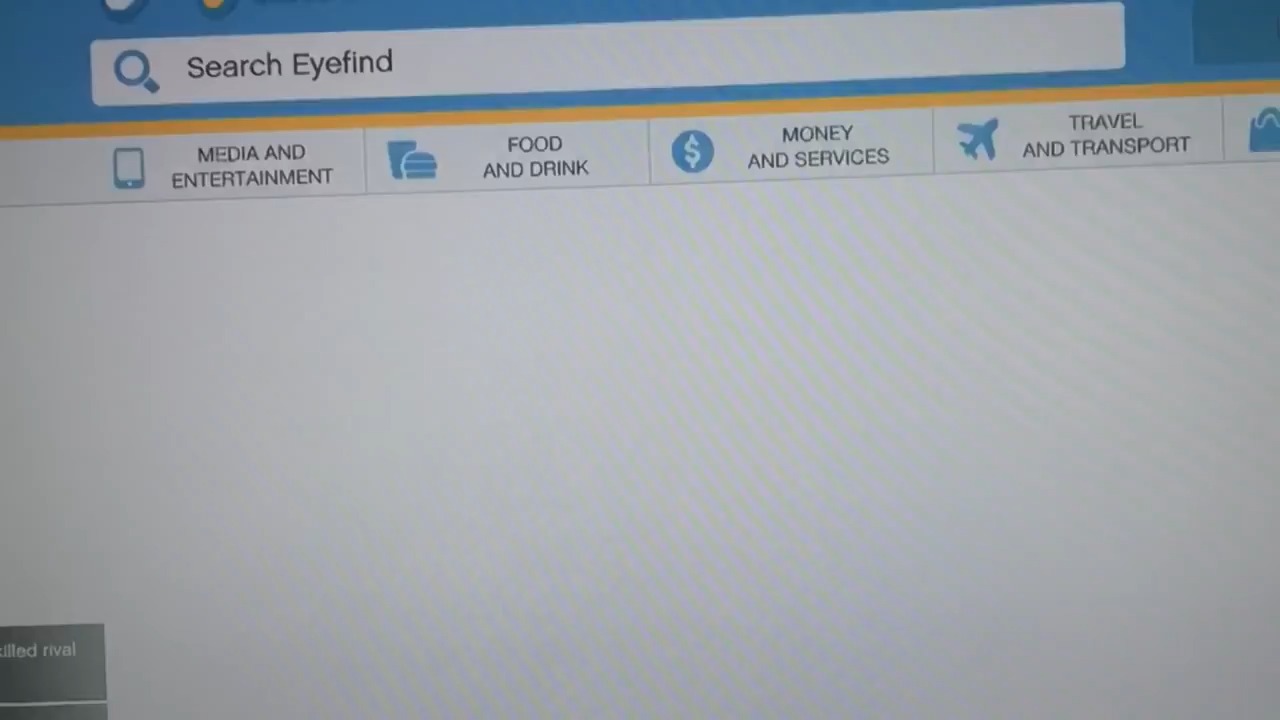 Search Eyefind
MEDIA AND
ENTERTAINMENT
FOOD
AND DRINK
MONEY
AND SERVICES
TRAVEL
AND TRANSPORT
rival